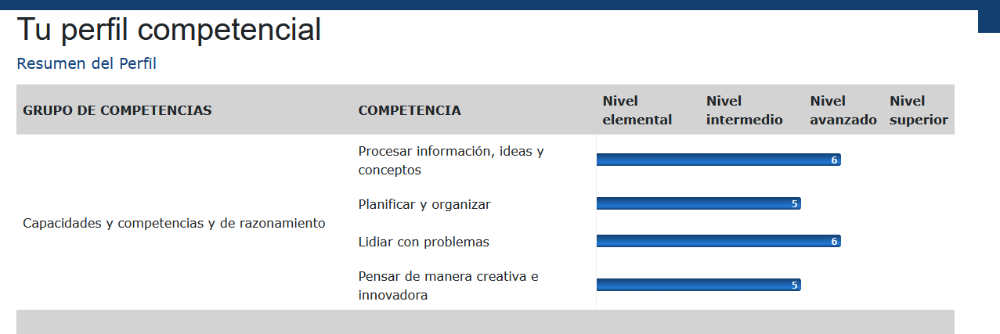 Tu perfil competencial
Resumen del Perfil
GRUPO DE COMPETENCIAS
COMPETENCIA
Nivel elemental
Nivel intermedio
Nivel avanzado
Nivel superior
Capacidades y competencias y de razonamiento
Procesar información, ideas y
conceptos
6
Planificar y organizar
5
Lidiar con problemas
6
Pensar de manera creativa e
innovadora
5